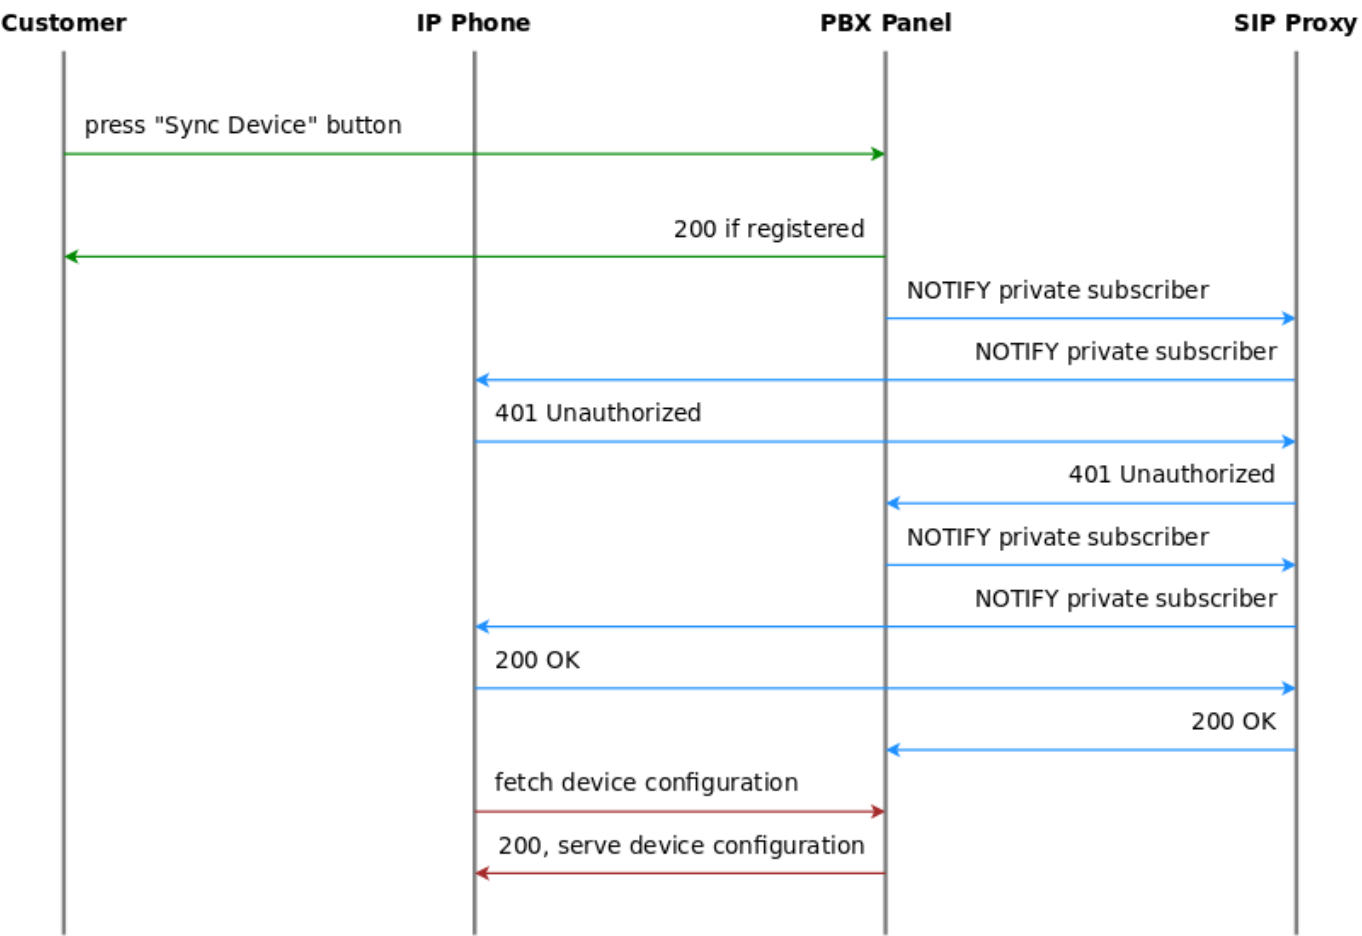 Customer IP Phone PBX Panel SIP Proxy
press "Sync Device" button
200 if registered
NOTIFY private subscriber
NOTIFY private subscriber
401 Unauthorized
401 Unauthorized
NOTIFY private subscriber
NOTIFY private subscriber
200 OK
200 OK
fetch device configuration
200, serve device configuration